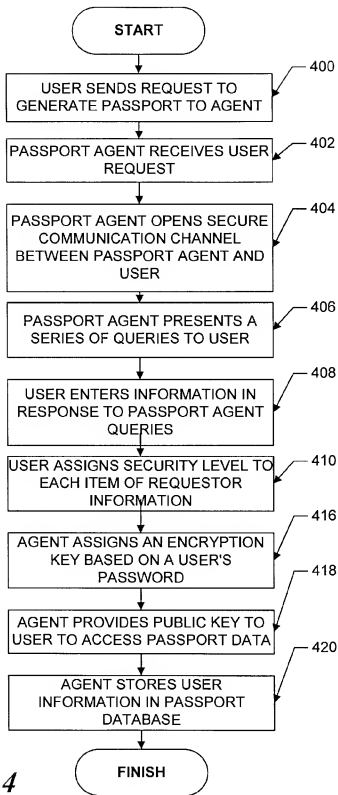 START
400
USER SENDS REQUEST TO
GENERATE PASSPORT TO AGENT
402
PASSPORT AGENT RECEIVES USER
REQUEST
404
PASSPORT AGENT OPENS SECURE
COMMUNICATION CHANNEL
BETWEEN PASSPORT AGENT AND
USER
406
PASSPORT AGENT PRESENTS A
SERIES OF QUERIES TO USER
408
USER ENTERS INFORMATION IN
RESPONSE TO PASSPORT AGENT
QUERIES
410
USER ASSIGNS SECURITY LEVEL TO
EACH ITEM OF REQUESTOR
INFORMATION
416
AGENT ASSIGNS AN ENCRYPTION
KEY BASED ON A USER'S
PASSWORD
418
AGENT PROVIDES PUBLIC KEY TO
USER TO ACCESS PASSPORT DATA
420
AGENT STORES USER
INFORMATION IN PASSPORT
DATABASE
FINISH
4